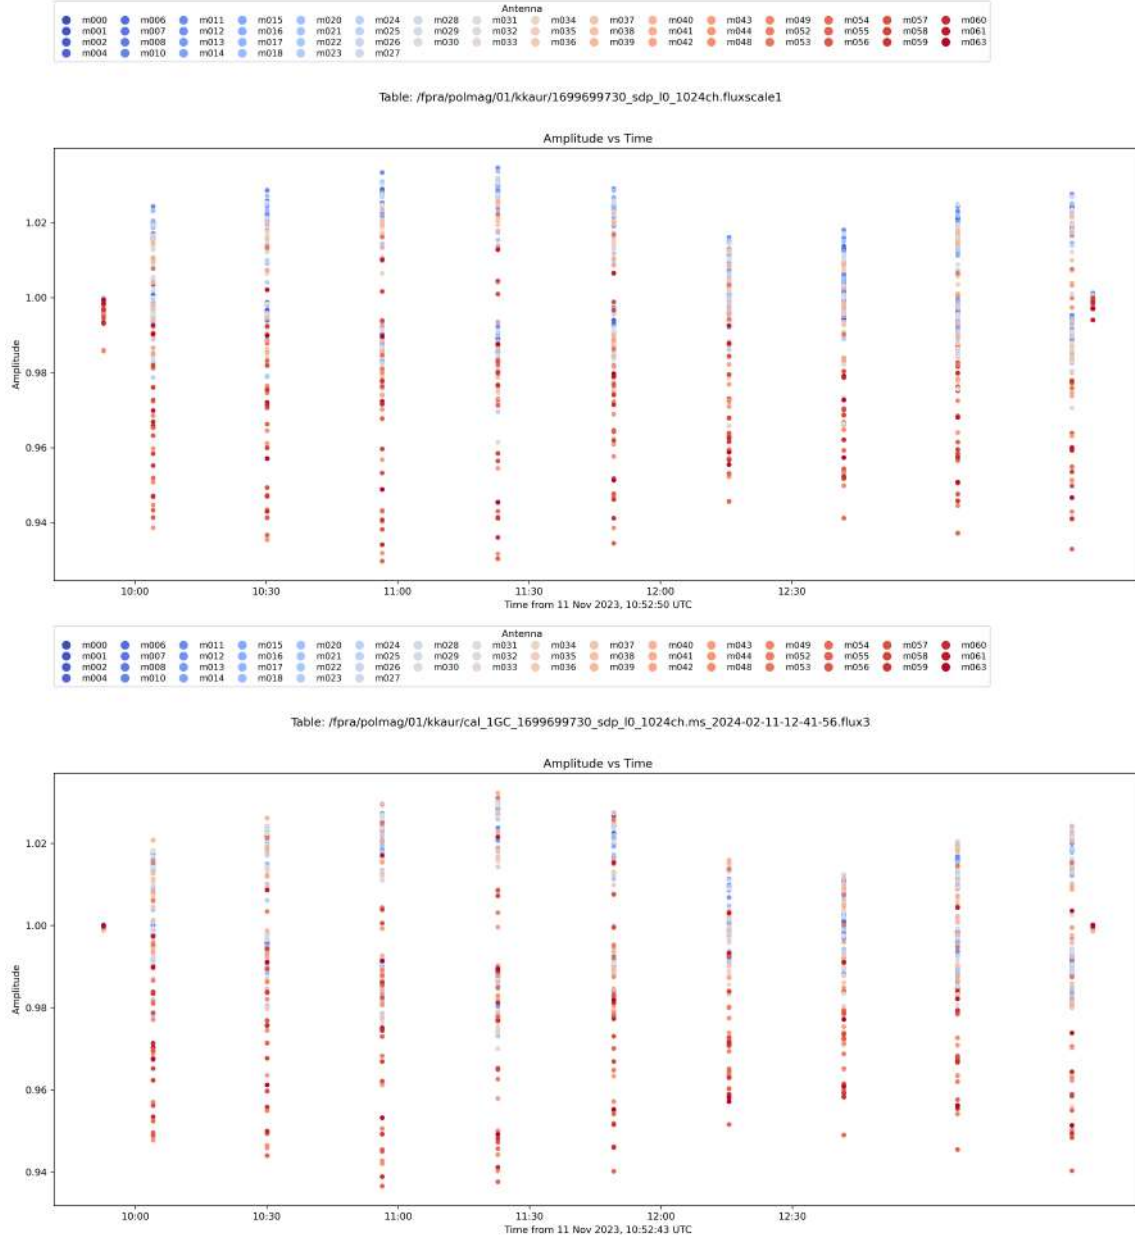 Antenna
m000 m006 m011 m015 m020 m024 m028 m031 m034 m037 m040 m043 m049 m054 m057 m060
m001 m007 m012 m016 m021 m025 m029 m032 m035 m038 m041 m044 m052 m055 m058 m061
m002 m008 m013 m017 m022 m026 m030 m033 m036 m039 m042 m048 m053 m056 m059 m063
m004 m010 m014 m018 m023 m027
Table: /fpra/polmag/01/kkaur/1699699730_sdp_l0_1024ch.fluxscale1
Amplitude vs Time
1.02
1.00
0.98
0.96
0.94
Amplitude
10:00 10:30 11:00 11:30 12:00 12:30
Time from 11 Nov 2023, 10:52:50 UTC
Antenna
m000 m006 m011 m015 m020 m024 m028 m031 m034 m037 m040 m043 m049 m054 m057 m060
m001 m007 m012 m016 m021 m025 m029 m032 m035 m038 m041 m044 m052 m055 m058 m061
m002 m008 m013 m017 m022 m026 m030 m033 m036 m039 m042 m048 m053 m056 m059 m063
m004 m010 m014 m018 m023 m027
Table: /fpra/polmag/01/kkaur/cal_1GC_1699699730_sdp_l0_1024ch.ms_2024-02-11-12-41-56.flux3
Amplitude vs Time
1.02
1.00
0.98
0.96
0.94
Amplitude
10:00 10:30 11:00 11:30 12:00 12:30
Time from 11 Nov 2023, 10:52:43 UTC